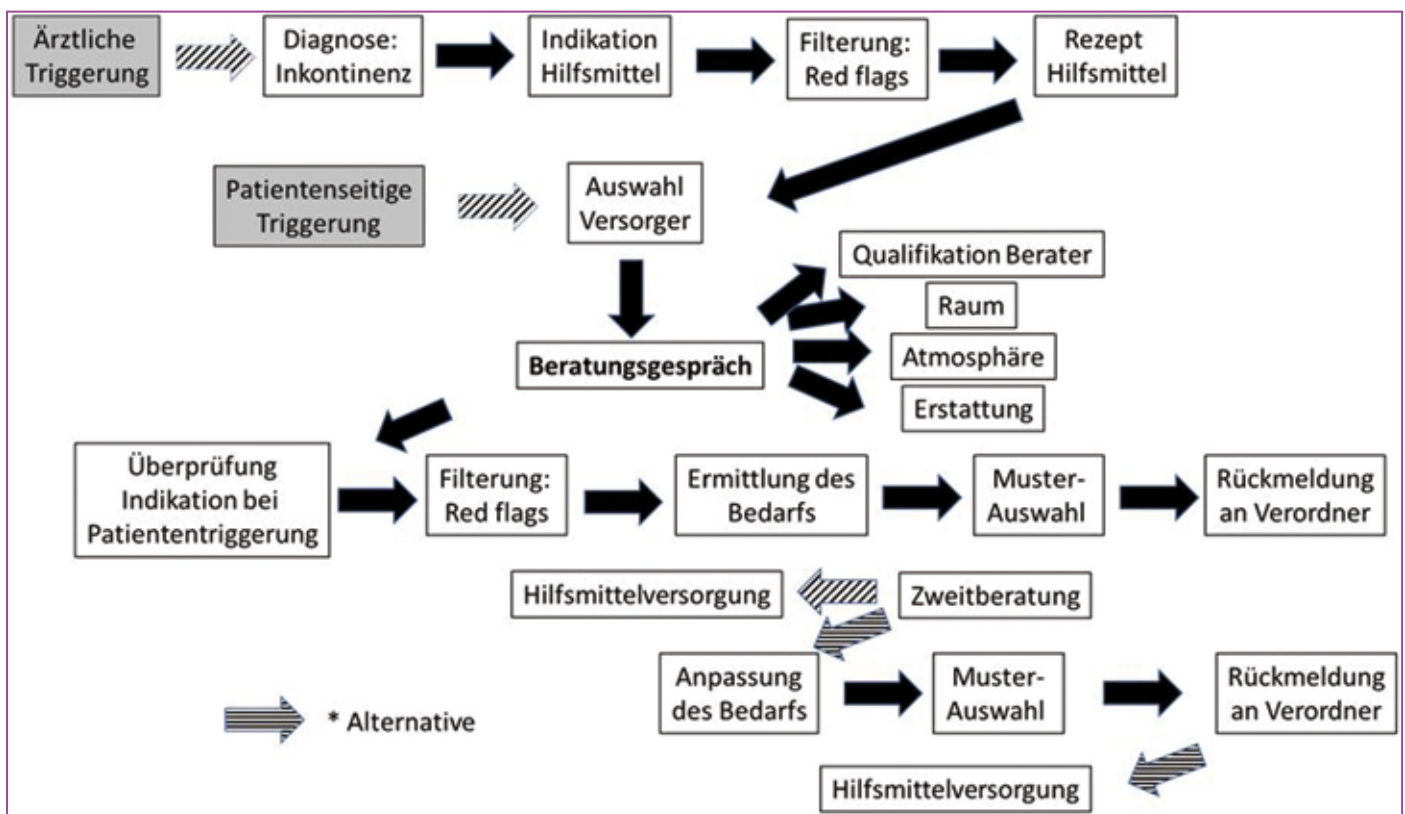 Ärztliche
Triggerung
Diagnose:
Inkontinenz
Indikation
Hilfsmittel
Filterung:
Red flags
Rezept
Hilfsmittel
Patientenseitige
Triggerung
Auswahl
Versorger
Qualifikation Berater
Raum
Beratungsgespräch
Atmosphäre
Erstattung
Überprüfung
Indikation bei
Patiententriggerung
Filterung:
Red flags
Ermittlung des
Bedarfs
Muster-
Auswahl
Rückmeldung
an Verordner
Hilfsmittelversorgung
Zweitberatung
Anpassung
des Bedarfs
Muster-
Auswahl
Rückmeldung
an Verordner
* Alternative
Hilfsmittelversorgung